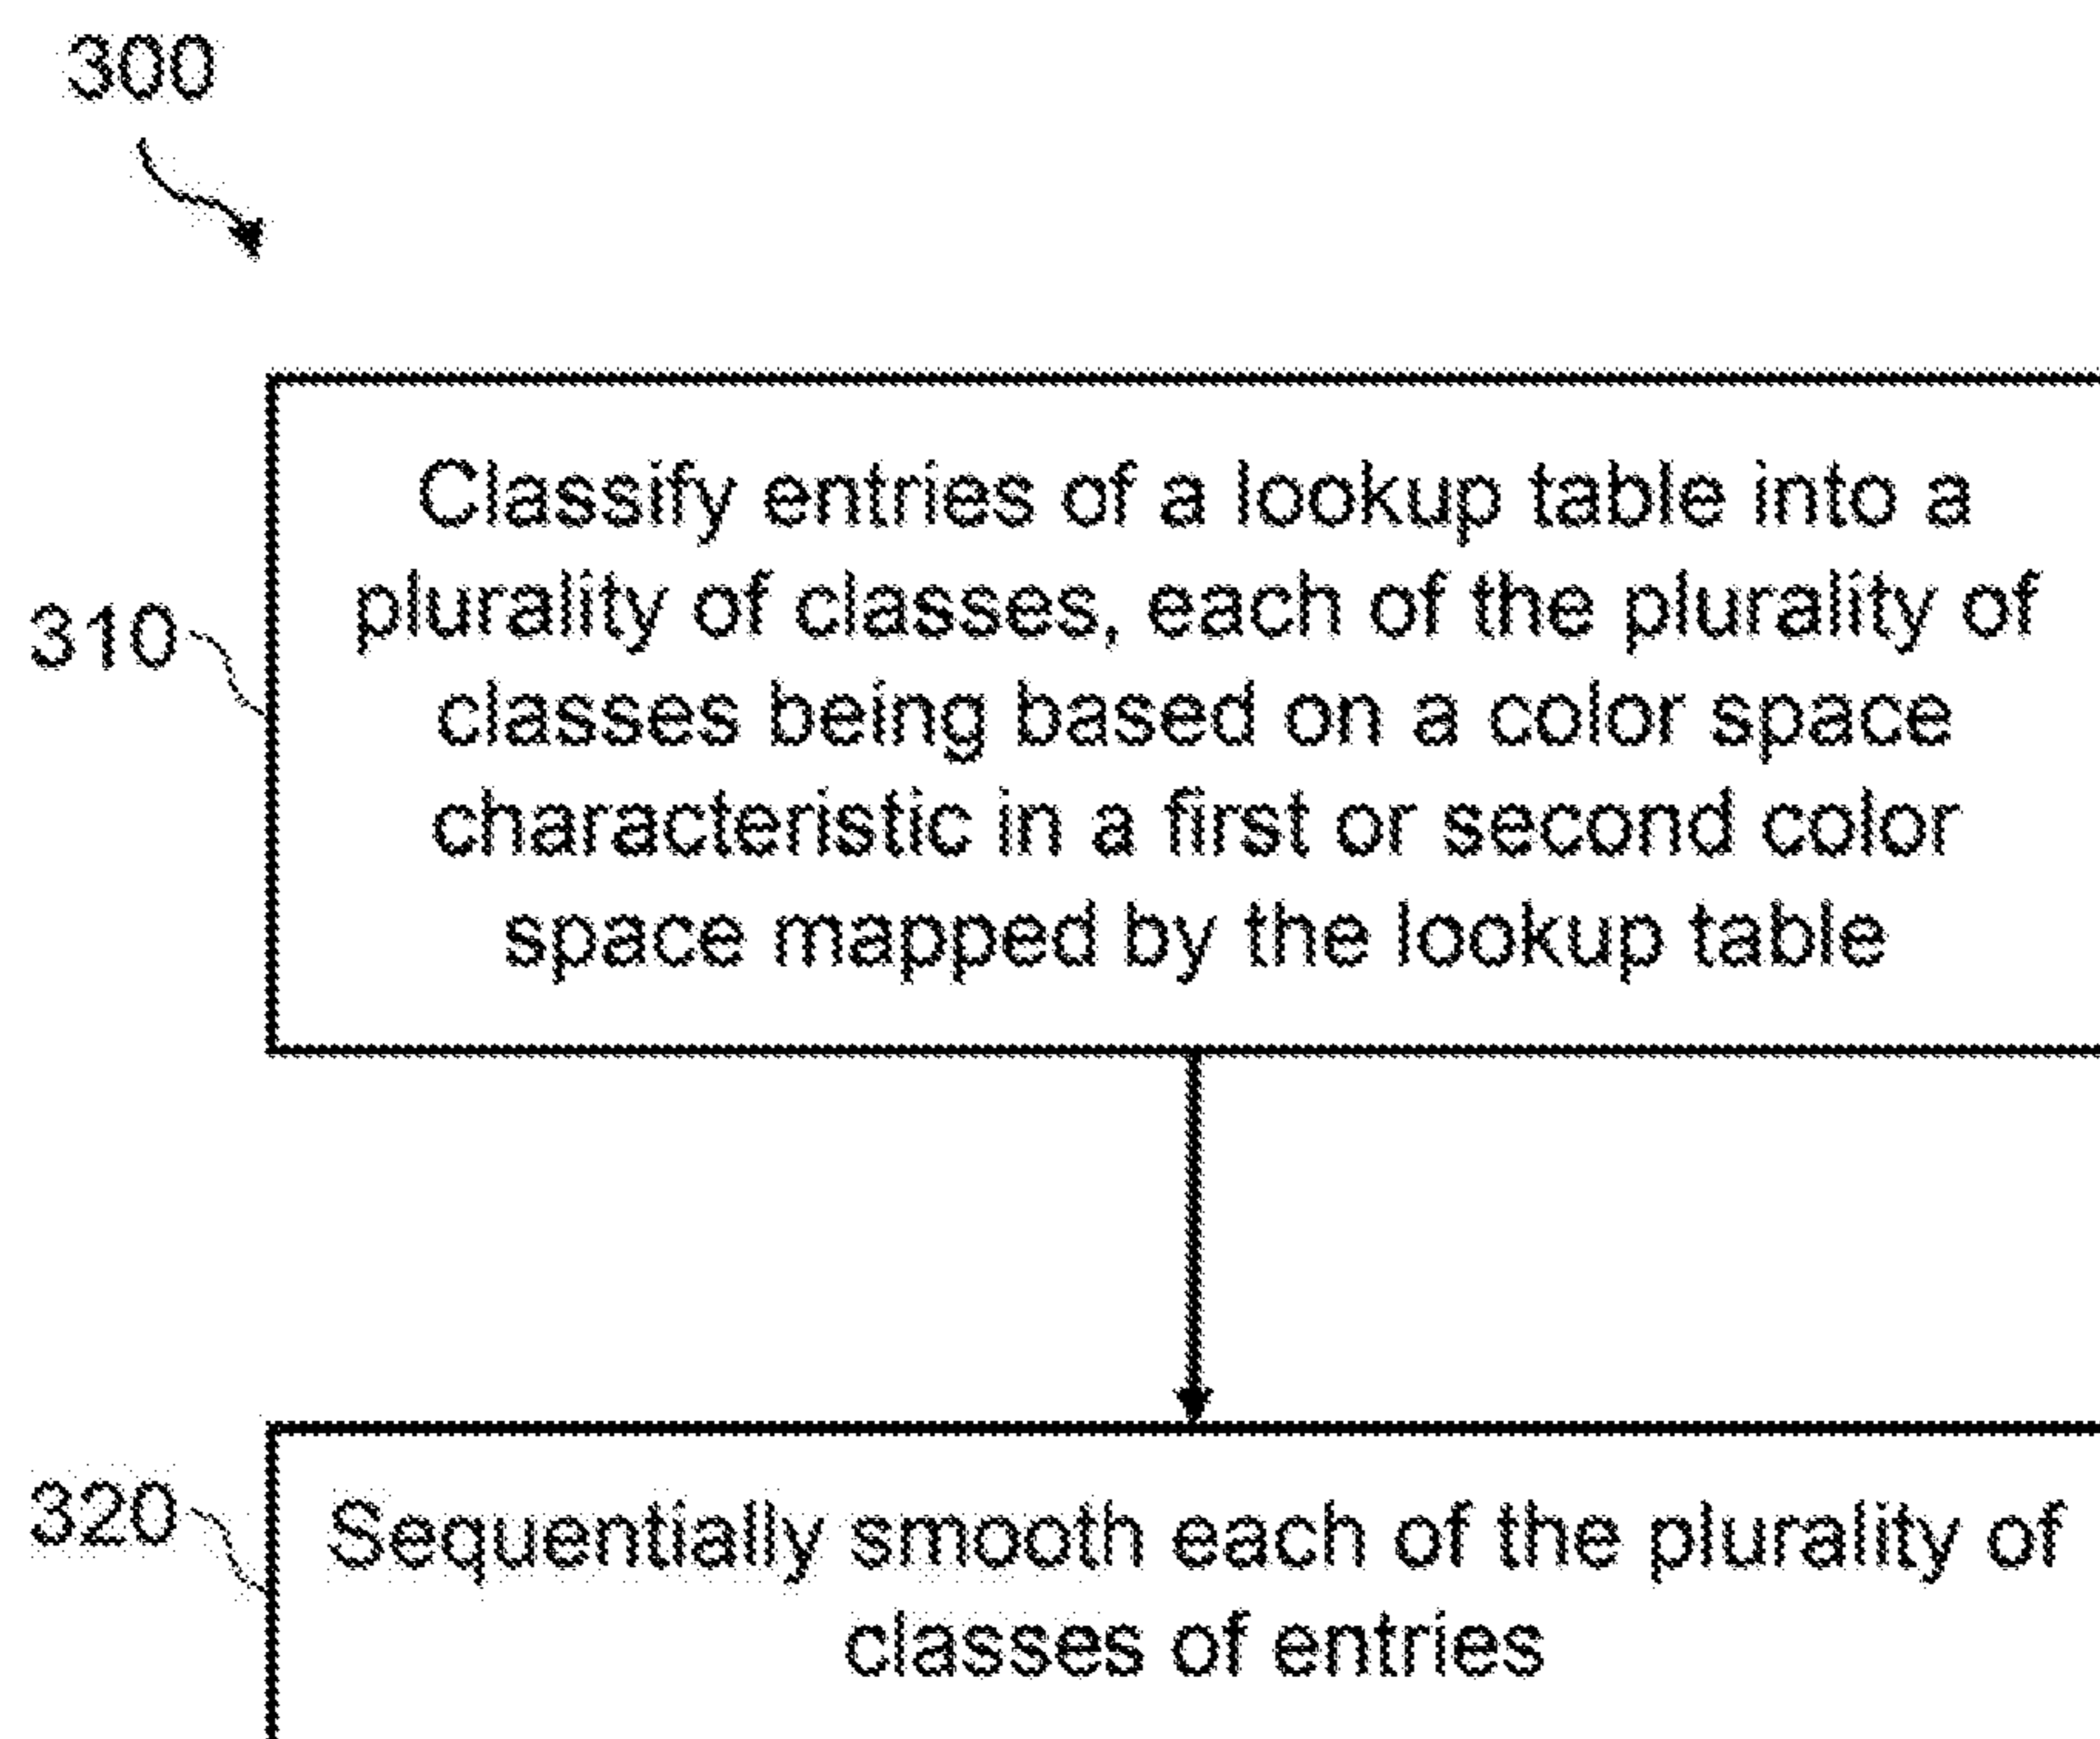 300
310
Classify entries of a lookup table into a
plurality of classes, each of the plurality of
classes being based on a color space
characteristic in a first or second color
space mapped by the lookup table
320
Sequentially smooth each of the plurality of
classes of entries